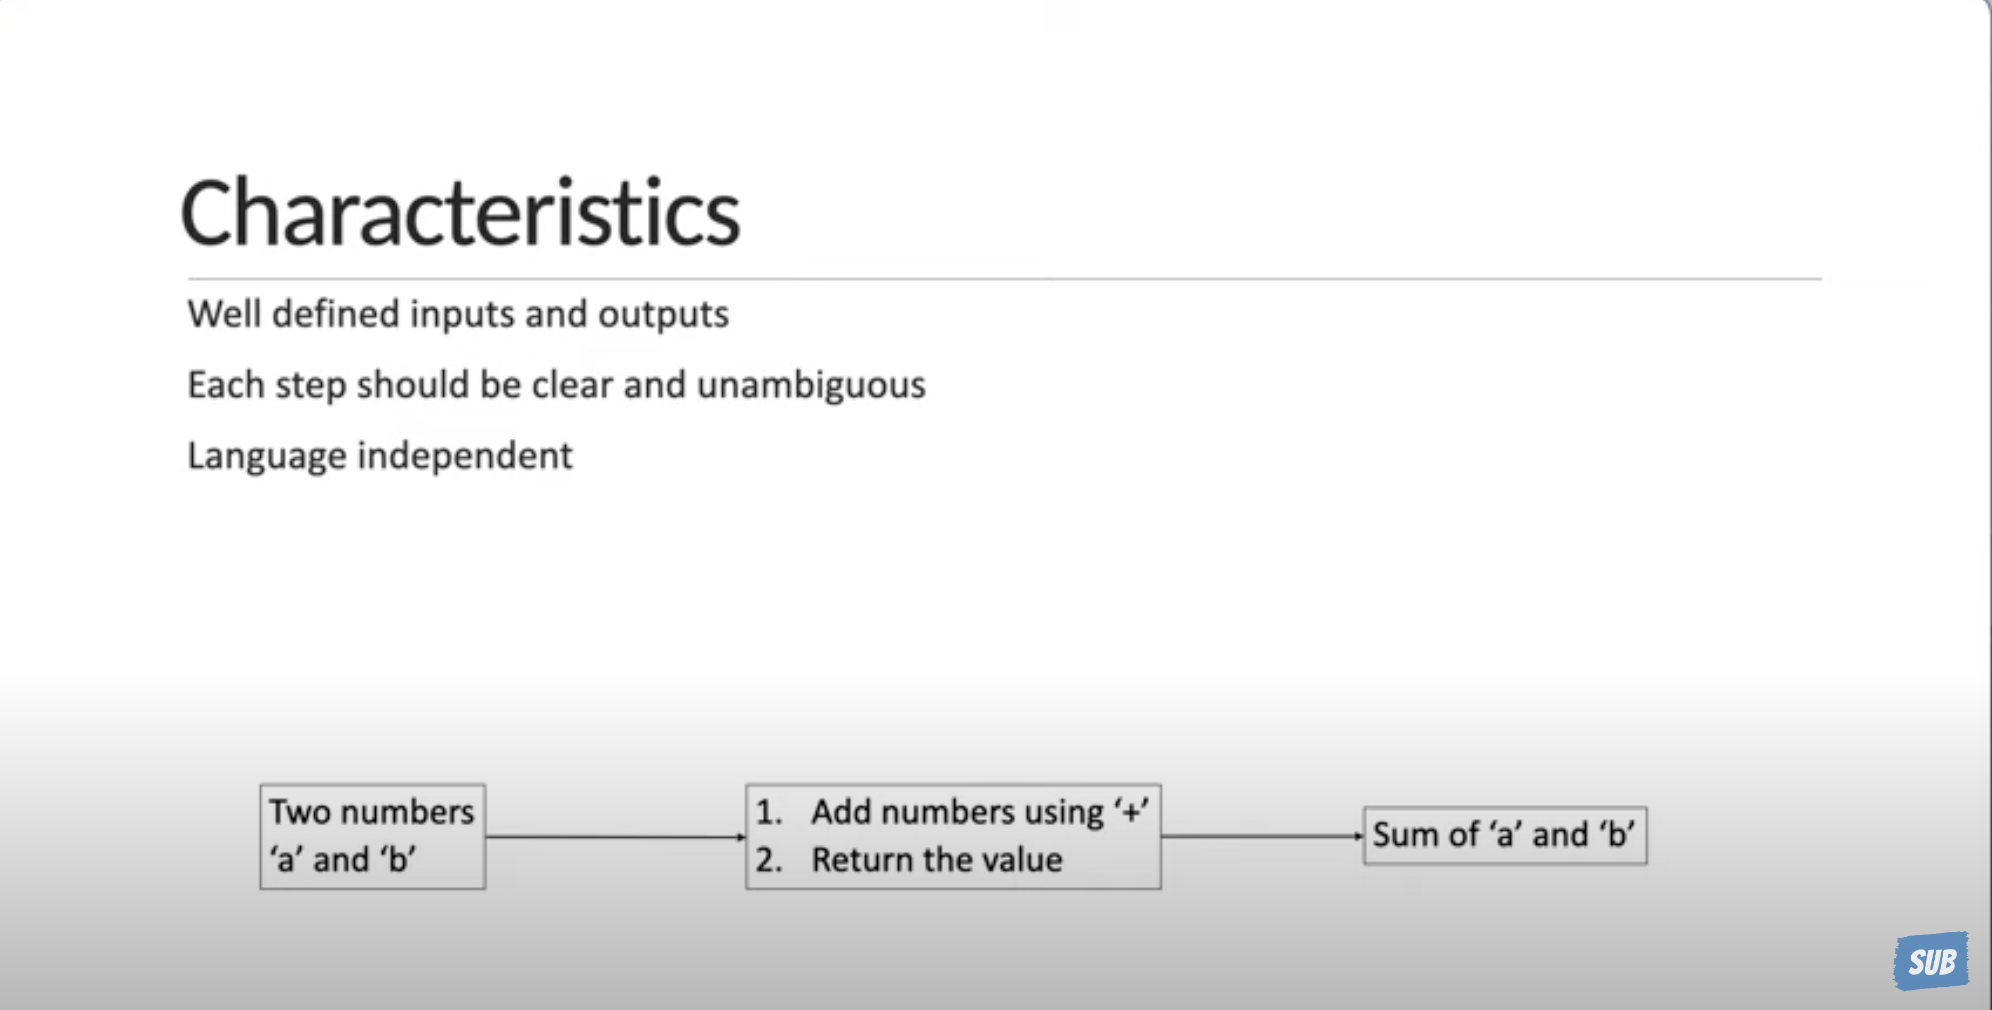 Characteristics
Well defined inputs and outputs
Each step should be clear and unambiguous
Language independent
Two numbers
‘a’ and ‘b’
1. Add numbers using ‘+’
2. Return the value
Sum of ‘a’ and ‘b’
SUB